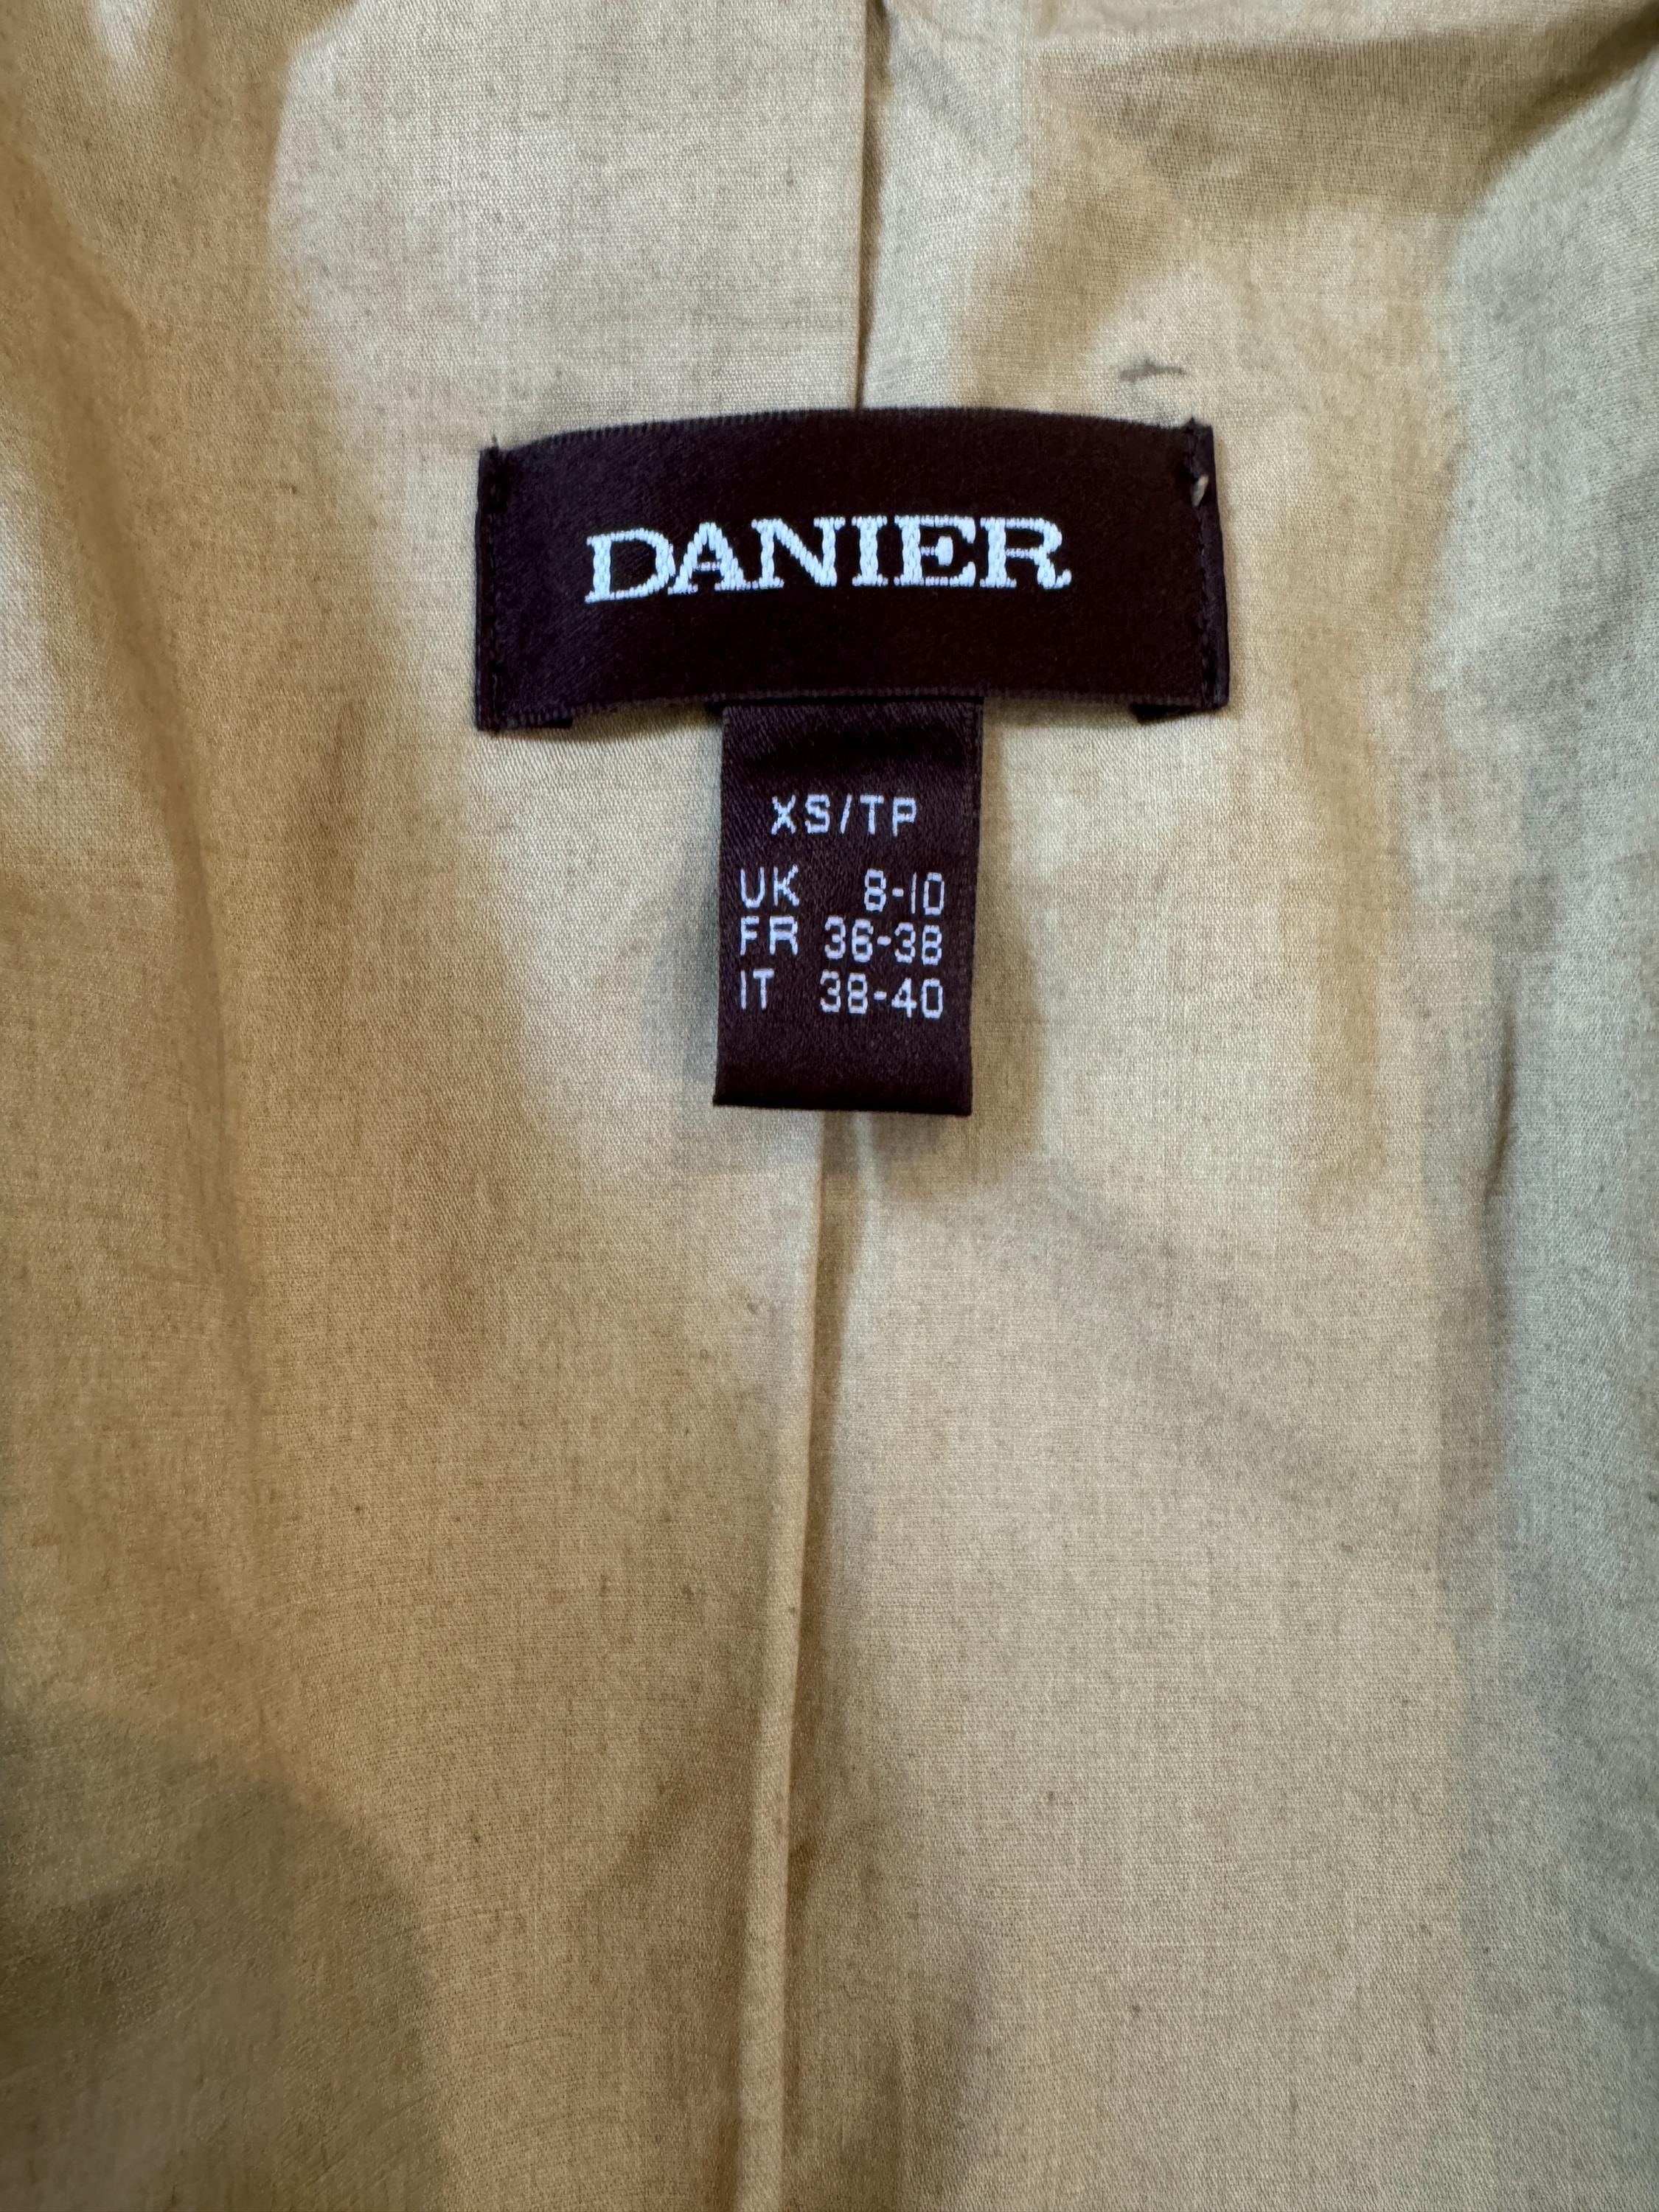 DANIER
XS/TP
UK 8-10
FR 36-38
IT 38-40